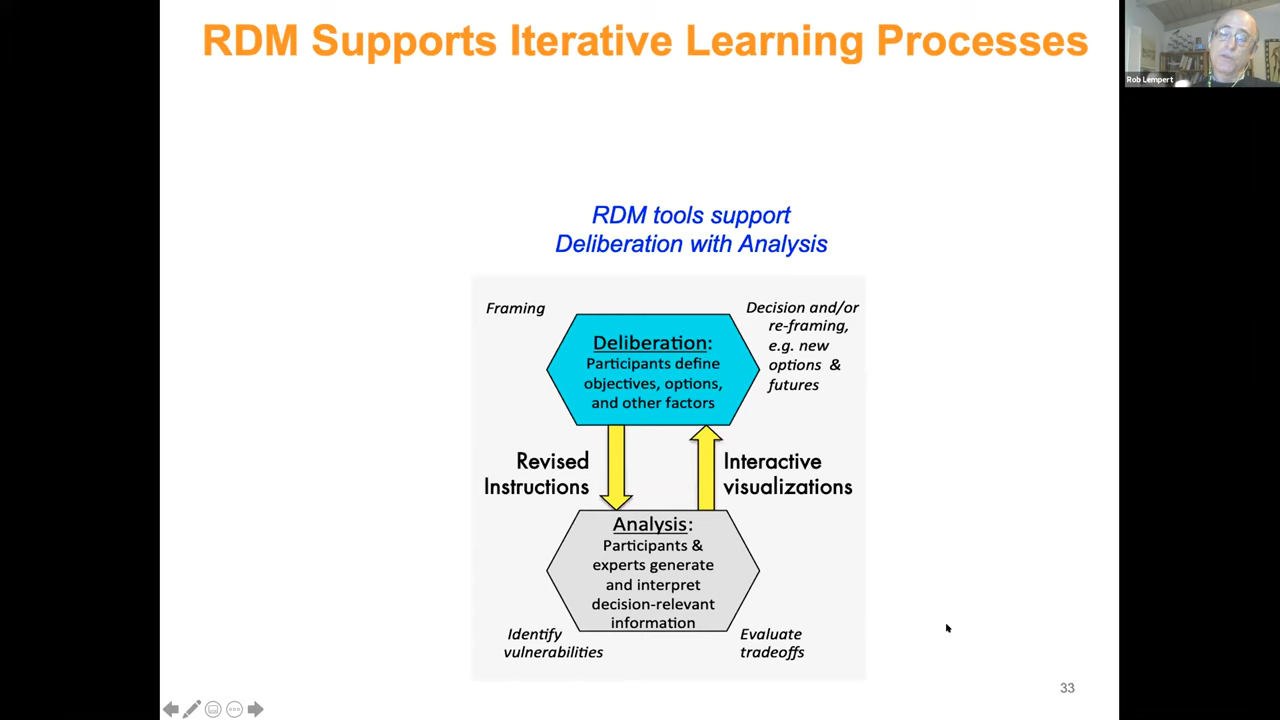 RDM Supports Iterative Learning Processes
Rob Lempert
RDM tools support
Deliberation with Analysis
Framing
Decision and/or
re-framing,
e.g. new
options &
futures
Deliberation:
Participants define
objectives, options,
and other factors
Revised
Instructions
Interactive
visualizations
Analysis:
Participants &
experts generate
and interpret
decision-relevant
information
Identify
vulnerabilities
Evaluate
tradeoffs
33